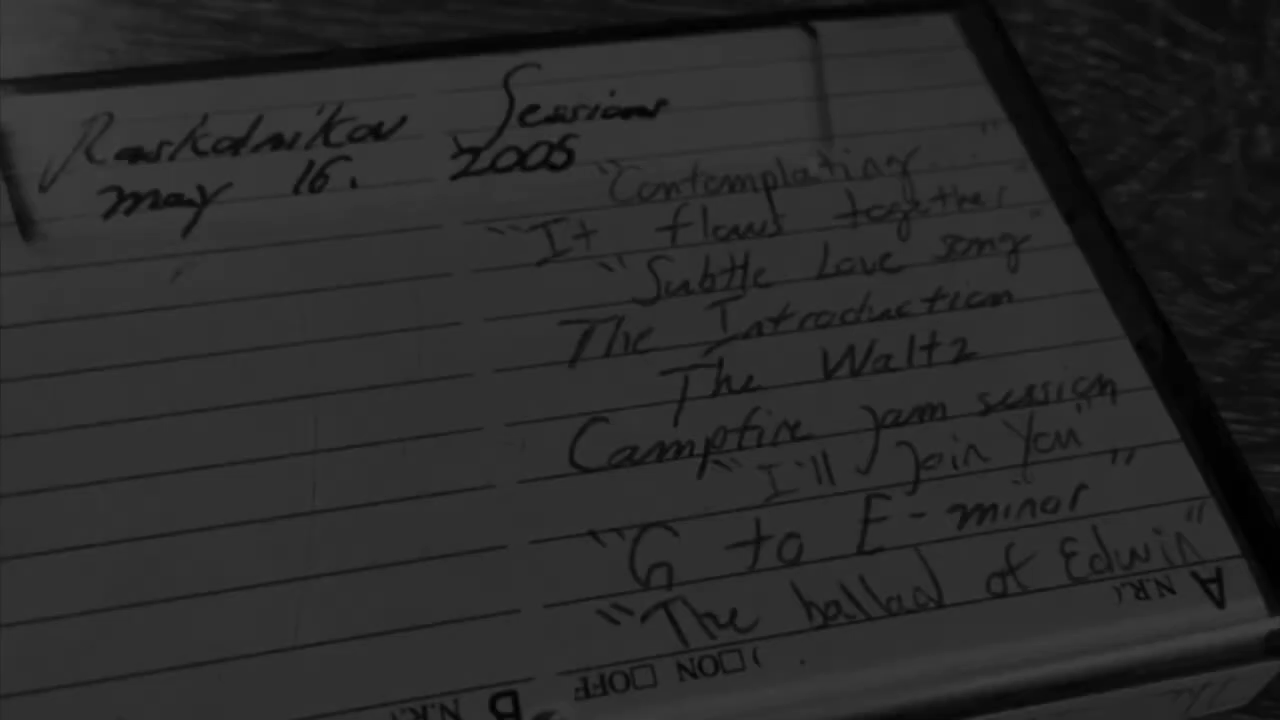 Raskolnikov Sessions
May 16. 2005
"Contemplating"
"It flows together"
"Subtle Love song"
The Introduction
The Waltz
Campfire Jam session
"I'll Join You"
"G to E-minor"
"The ballad of Edwin"
A N.R.(
)ON □OFF
B N.R.(